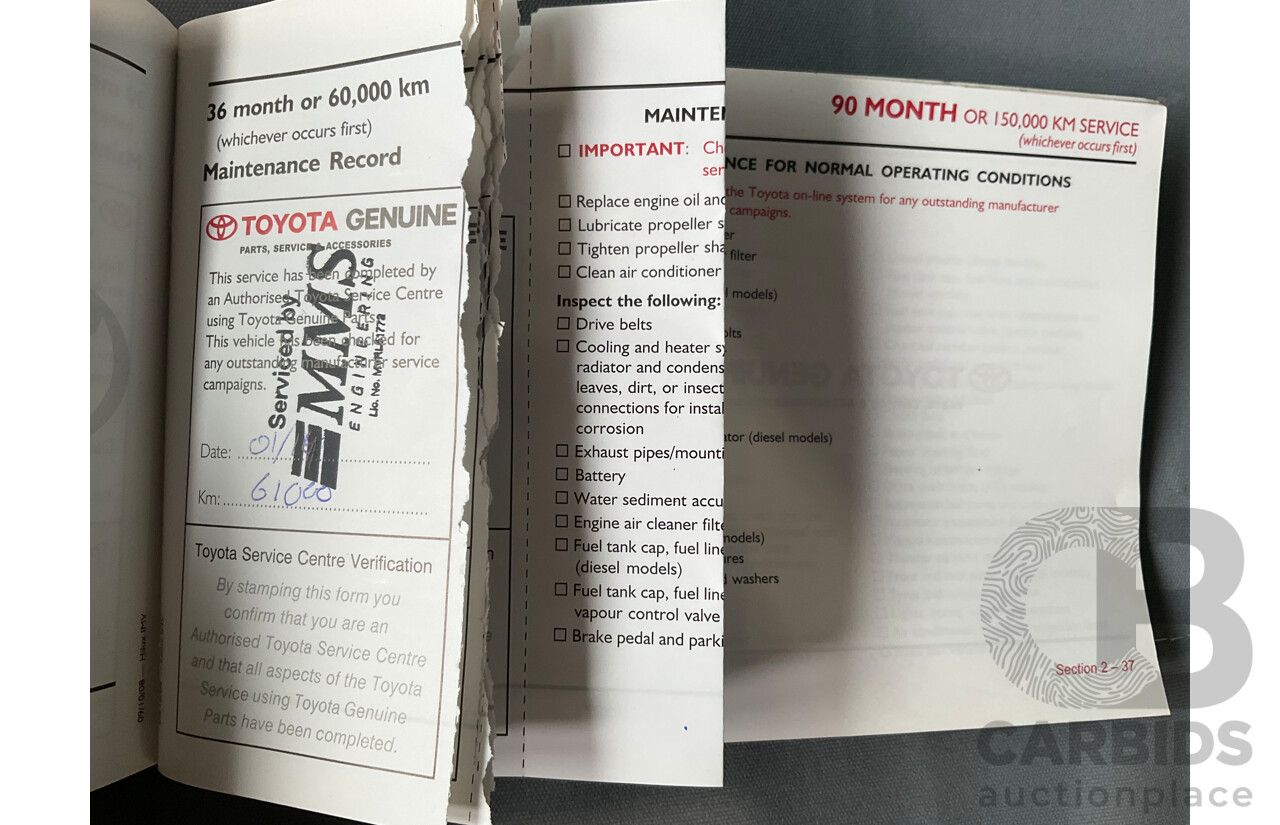 36 month or 60,000 km
(whichever occurs first)
Maintenance Record
TOYOTA GENUINE
PARTS, SERVICE & ACCESSORIES
This service has been completed by
an Authorised Toyota Service Centre
using Toyota Genuine Parts.
This vehicle has been checked for
any outstanding manufacturer service
campaigns.
Serviced by
MMS
ENGINEERING
Date: 01/
Km: 61000
Toyota Service Centre Verification
By stamping this form you
confirm that you are an
Authorised Toyota Service Centre
and that all aspects of the Toyota
Service using Toyota Genuine
Parts have been completed.
09/10/08 — Hilux
MAINTEN
IMPORTANT: Ch
ser
Replace engine oil and
Lubricate propeller s
Tighten propeller sha
Clean air conditioner
Inspect the following:
Drive belts
Cooling and heater sy
radiator and condens
leaves, dirt, or insect
connections for instal
corrosion
Exhaust pipes/mounti
Battery
Water sediment accu
Engine air cleaner filte
Fuel tank cap, fuel line
(diesel models)
Fuel tank cap, fuel line
vapour control valve
Brake pedal and parki
90 MONTH OR 150,000 KM SERVICE
(whichever occurs first)
NCE FOR NORMAL OPERATING CONDITIONS
the Toyota on-line system for any outstanding manufacturer
campaigns.
er
filter
l models)
lts
tor (diesel models)
models)
res
d washers
Section 2 – 37
CARBIDS
auctionplace